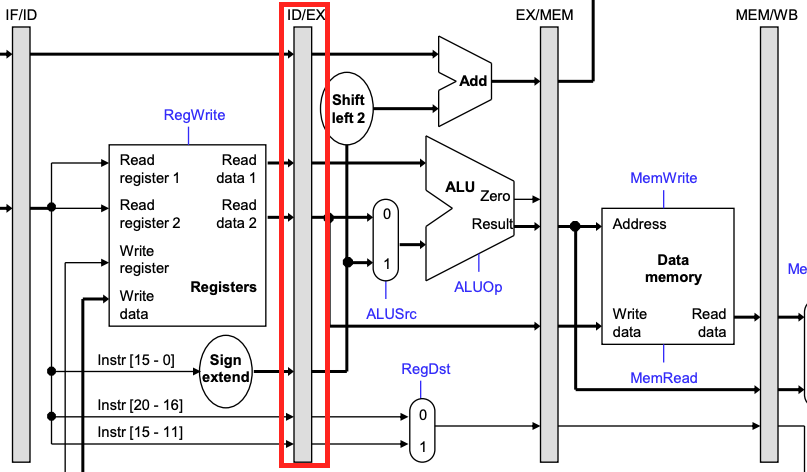 IF/ID
ID/EX
EX/MEM
MEM/WB
Add
Shift
left 2
RegWrite
Read
register 1
Read
data 1
Read
register 2
Read
data 2
Write
register
Write
data
Registers
0
1
ALUSrc
ALU
Zero
Result
ALUOp
MemWrite
Address
Data
memory
Write
data
Read
data
MemRead
Me
Instr [15 - 0]
Sign
extend
RegDst
Instr [20 - 16]
Instr [15 - 11]
0
1